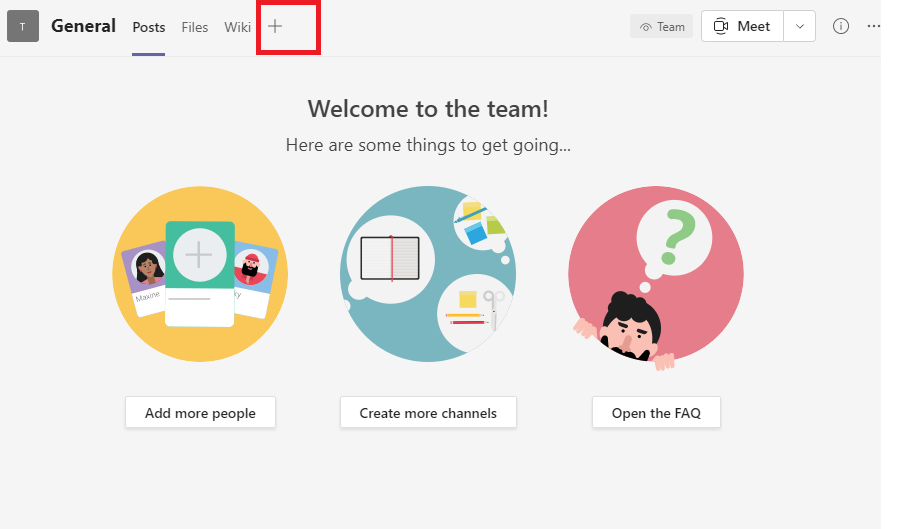 T General Posts Files Wiki Team Meet
Welcome to the team!
Here are some things to get going...
Maxine
ky
Add more people Create more channels Open the FAQ